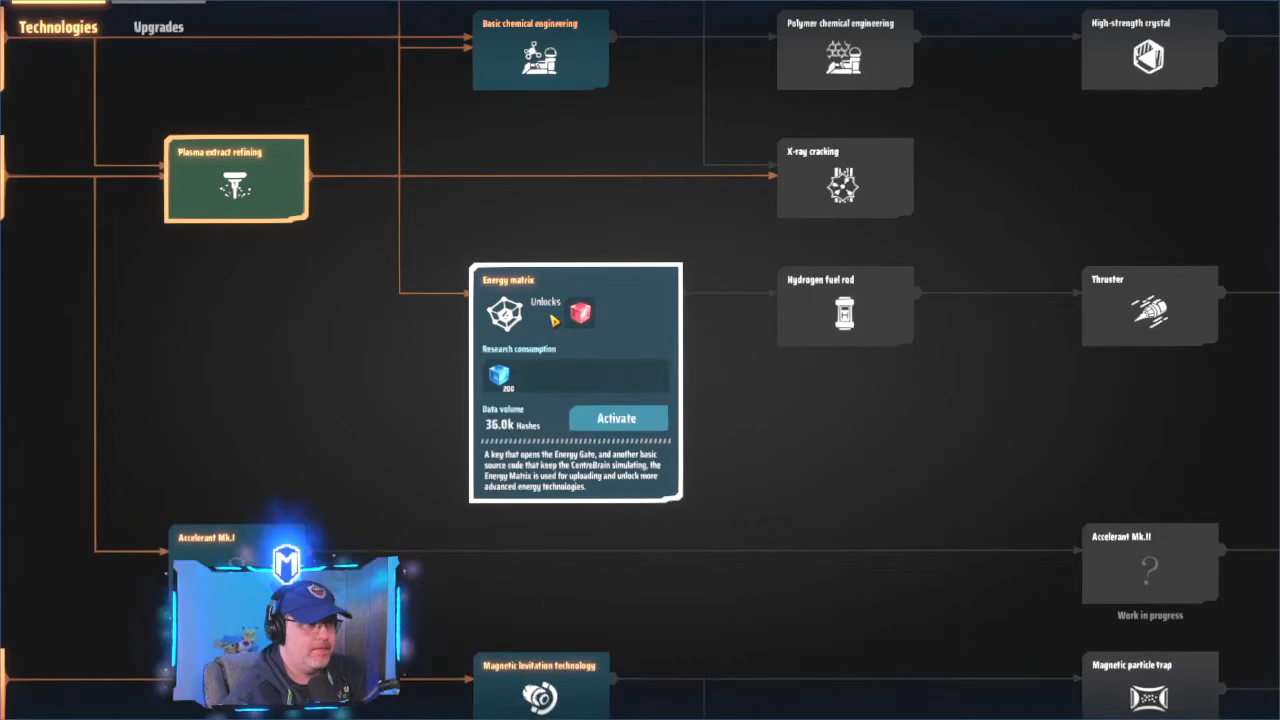 Technologies
Upgrades
Basic chemical engineering
Polymer chemical engineering
High-strength crystal
Plasma extract refining
X-ray cracking
Energy matrix
Unlocks
Research consumption
200
Data volume
36.0k Hashes
Activate
A key that opens the Energy Gate, and another basic
source code that keep the CentreBrain simulating, the
Energy Matrix is used for uploading and unlock more
advanced energy technologies.
Hydrogen fuel rod
Thruster
Accelerant Mk.I
Accelerant Mk.II
?
Work in progress
M
Magnetic levitation technology
Magnetic particle trap